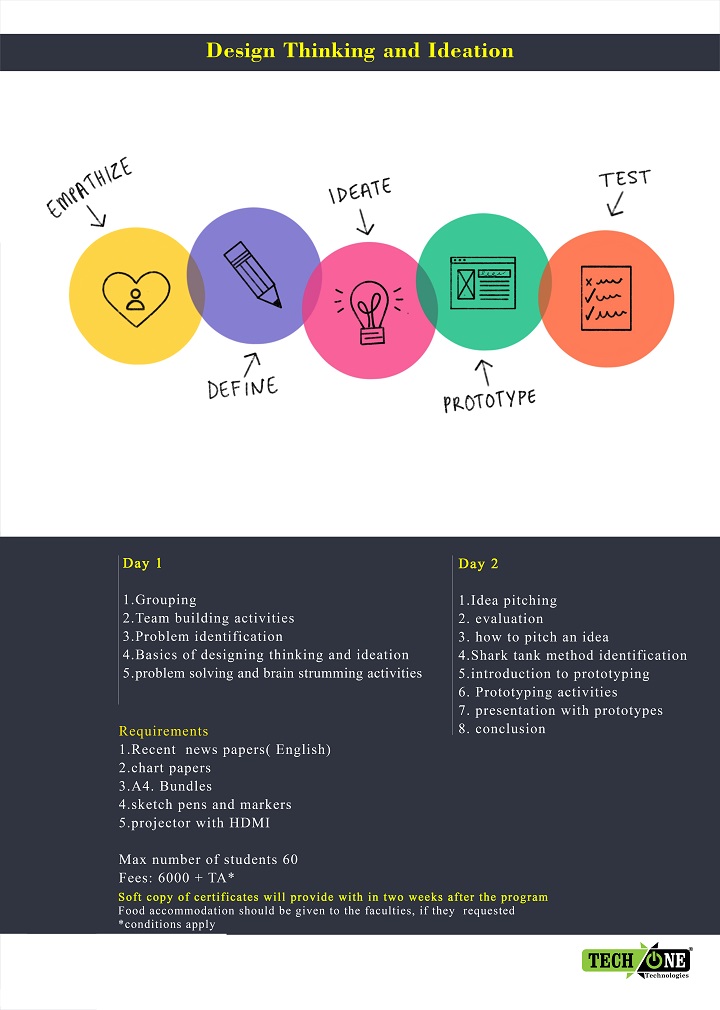 Design Thinking and Ideation
EMPATHIZE
IDEATE
TEST
DEFINE
PROTOTYPE
Day 1
1.Grouping
2.Team building activities
3.Problem identification
4.Basics of designing thinking and ideation
5.problem solving and brain strumming activities
Day 2
1.Idea pitching
2. evaluation
3. how to pitch an idea
4.Shark tank method identification
5.introduction to prototyping
6. Prototyping activities
7. presentation with prototypes
8. conclusion
Requirements
1.Recent news papers( English)
2.chart papers
3.A4. Bundles
4.sketch pens and markers
5.projector with HDMI
Max number of students 60
Fees: 6000 + TA*
Soft copy of certificates will provide with in two weeks after the program
Food accommodation should be given to the faculties, if they requested
*conditions apply
TECH ONE
Technologies